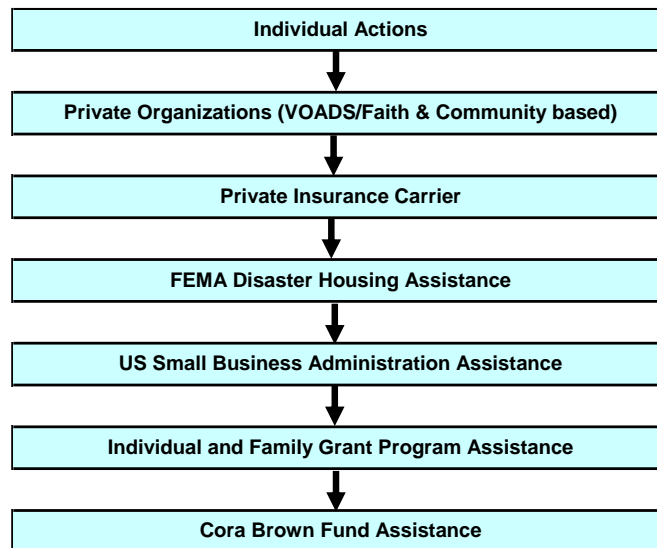 Individual Actions
Private Organizations (VOADS/Faith & Community based)
Private Insurance Carrier
FEMA Disaster Housing Assistance
US Small Business Administration Assistance
Individual and Family Grant Program Assistance
Cora Brown Fund Assistance